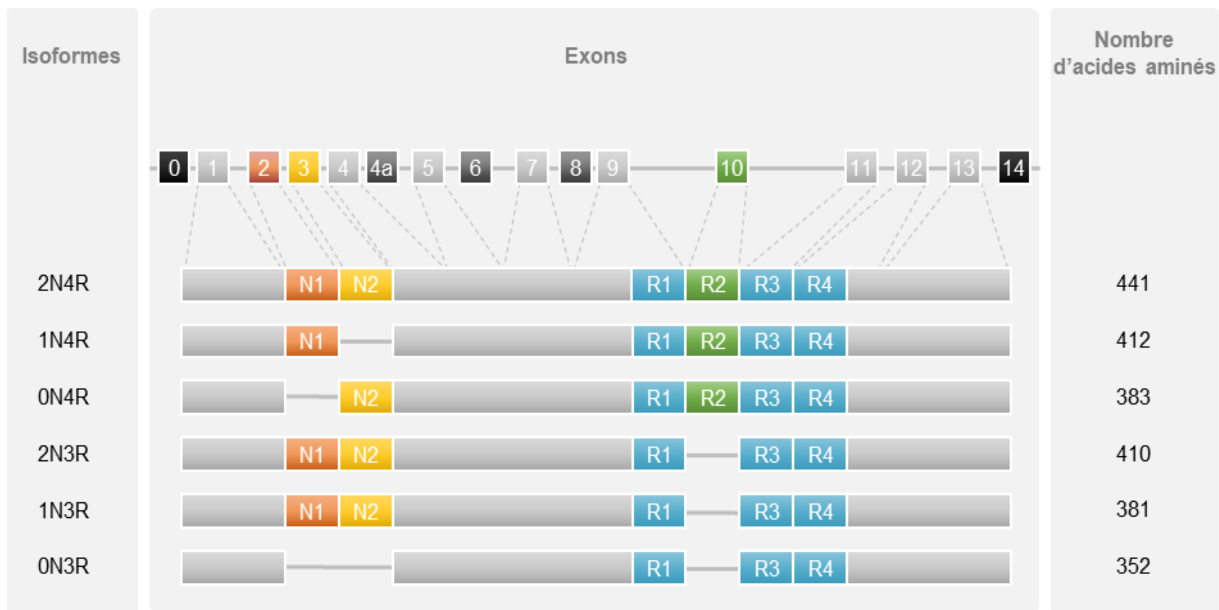 Isoformes
Exons
Nombre
d'acides aminés
0 1 2 3 4 4a 5 6 7 8 9 10 11 12 13 14
2N4R N1 N2 R1 R2 R3 R4 441
1N4R N1 R1 R2 R3 R4 412
0N4R N2 R1 R2 R3 R4 383
2N3R N1 N2 R1 R3 R4 410
1N3R N1 N2 R1 R3 R4 381
0N3R R1 R3 R4 352